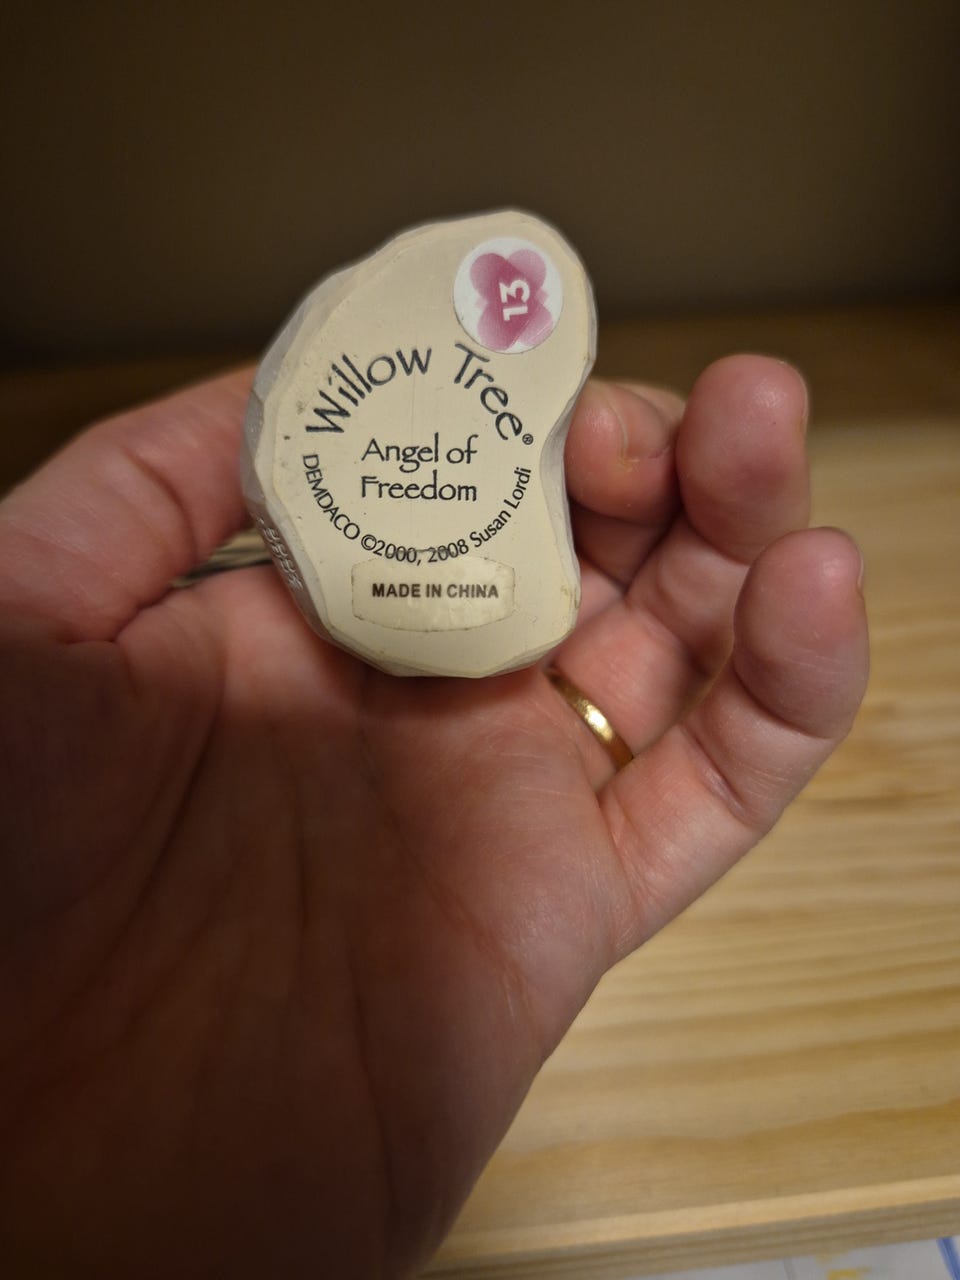 13
Willow Tree®
Angel of
Freedom
DEMDACO ©2000, 2008 Susan Lordi
MADE IN CHINA